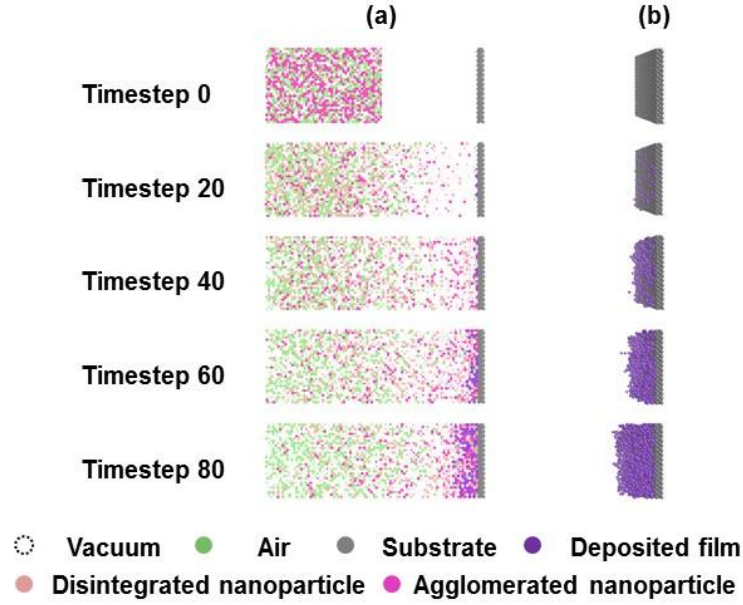 (a) (b)
Timestep 0
Timestep 20
Timestep 40
Timestep 60
Timestep 80
Vacuum Air Substrate Deposited film
Disintegrated nanoparticle Agglomerated nanoparticle